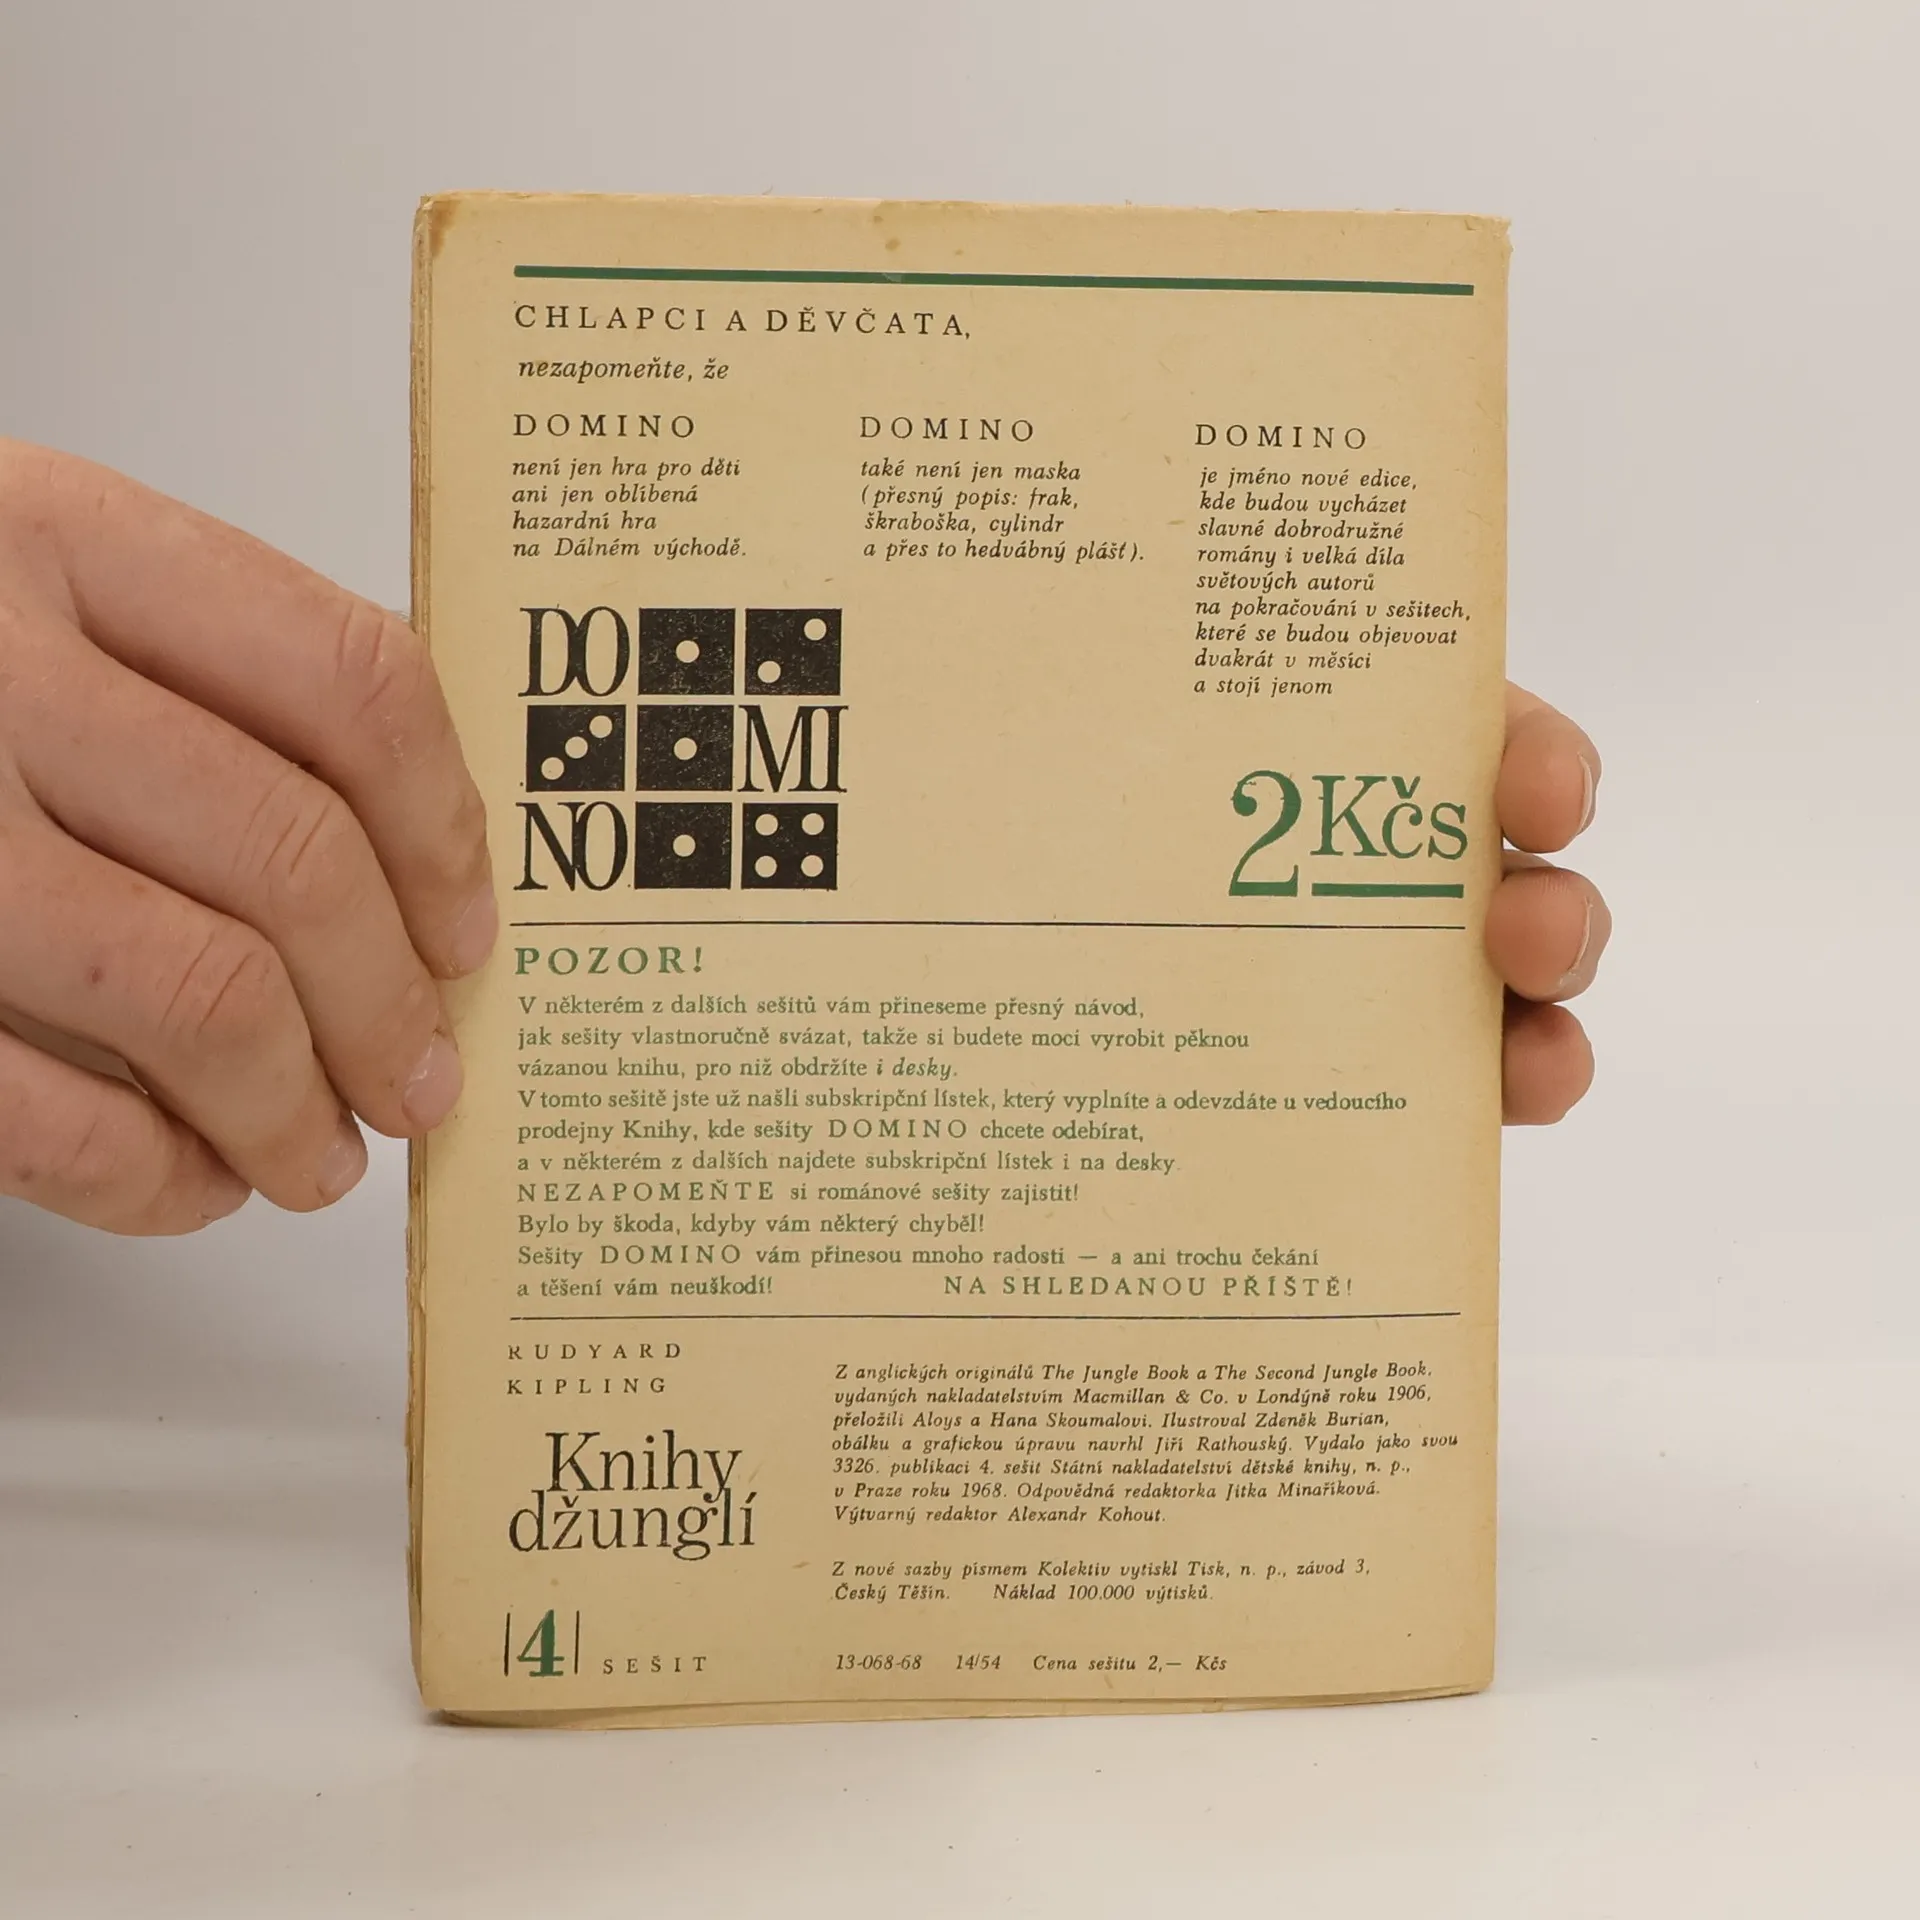 CHLAPCI A DĚVČATA,
nezapomeňte, že
DOMINO
není jen hra pro děti
ani jen oblíbená
hazardní hra
na Dálném východě.
DOMINO
také není jen maska
(přesný popis: frak,
škraboška, cylindr
a přes to hedvábný plášť).
DOMINO
je jméno nové edice,
kde budou vycházet
slavné dobrodružné
romány i velká díla
světových autorů
na pokračování v sešitech,
které se budou objevovat
dvakrát v měsíci
a stojí jenom
DO
MI
NO
2 Kčs
POZOR!
V některém z dalších sešitů vám přineseme přesný návod,
jak sešity vlastnoručně svázat, takže si budete moci vyrobit pěknou
vázanou knihu, pro niž obdržíte i desky.
V tomto sešitě jste už našli subskripční lístek, který vyplníte a odevzdáte u vedoucího
prodejny Knihy, kde sešity DOMINO chcete odebírat,
a v některém z dalších najdete subskripční lístek i na desky.
NEZAPOMEŇTE si románové sešity zajistit!
Bylo by škoda, kdyby vám některý chyběl!
Sešity DOMINO vám přinesou mnoho radosti — a ani trochu čekání
a těšení vám neuškodí! NA SHLEDANOU PŘÍŠTĚ!
RUDYARD
KIPLING
Knihy
džunglí
|4| SEŠIT
Z anglických originálů The Jungle Book a The Second Jungle Book,
vydaných nakladatelstvím Macmillan & Co. v Londýně roku 1906,
přeložili Aloys a Hana Skoumalovi. Ilustroval Zdeněk Burian,
obálku a grafickou úpravu navrhl Jiří Rathouský. Vydalo jako svou
3326. publikaci 4. sešit Státní nakladatelství dětské knihy, n. p.,
v Praze roku 1968. Odpovědná redaktorka Jitka Minaříková.
Výtvarný redaktor Alexandr Kohout.
Z nové sazby písmem Kolektiv vytiskl Tisk, n. p., závod 3,
Český Těšín. Náklad 100.000 výtisků.
13-068-68 14/54 Cena sešitu 2,— Kčs